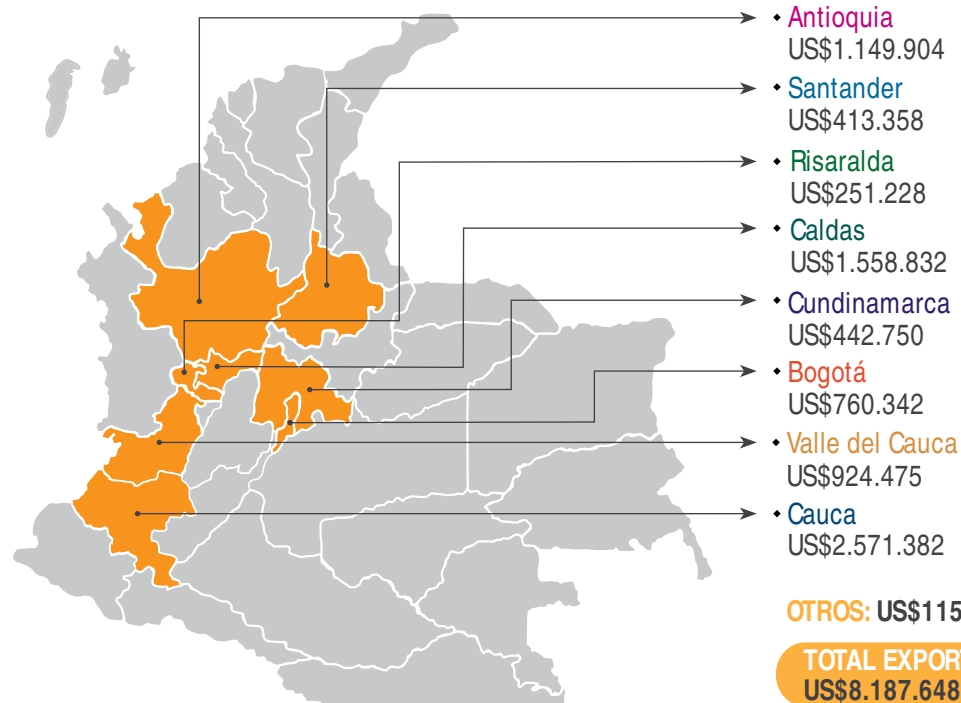 Antioquia
US$1.149.904
Santander
US$413.358
Risaralda
US$251.228
Caldas
US$1.558.832
Cundinamarca
US$442.750
Bogotá
US$760.342
Valle del Cauca
US$924.475
Cauca
US$2.571.382
OTROS: US$115
TOTAL EXPORT
US$8.187.648